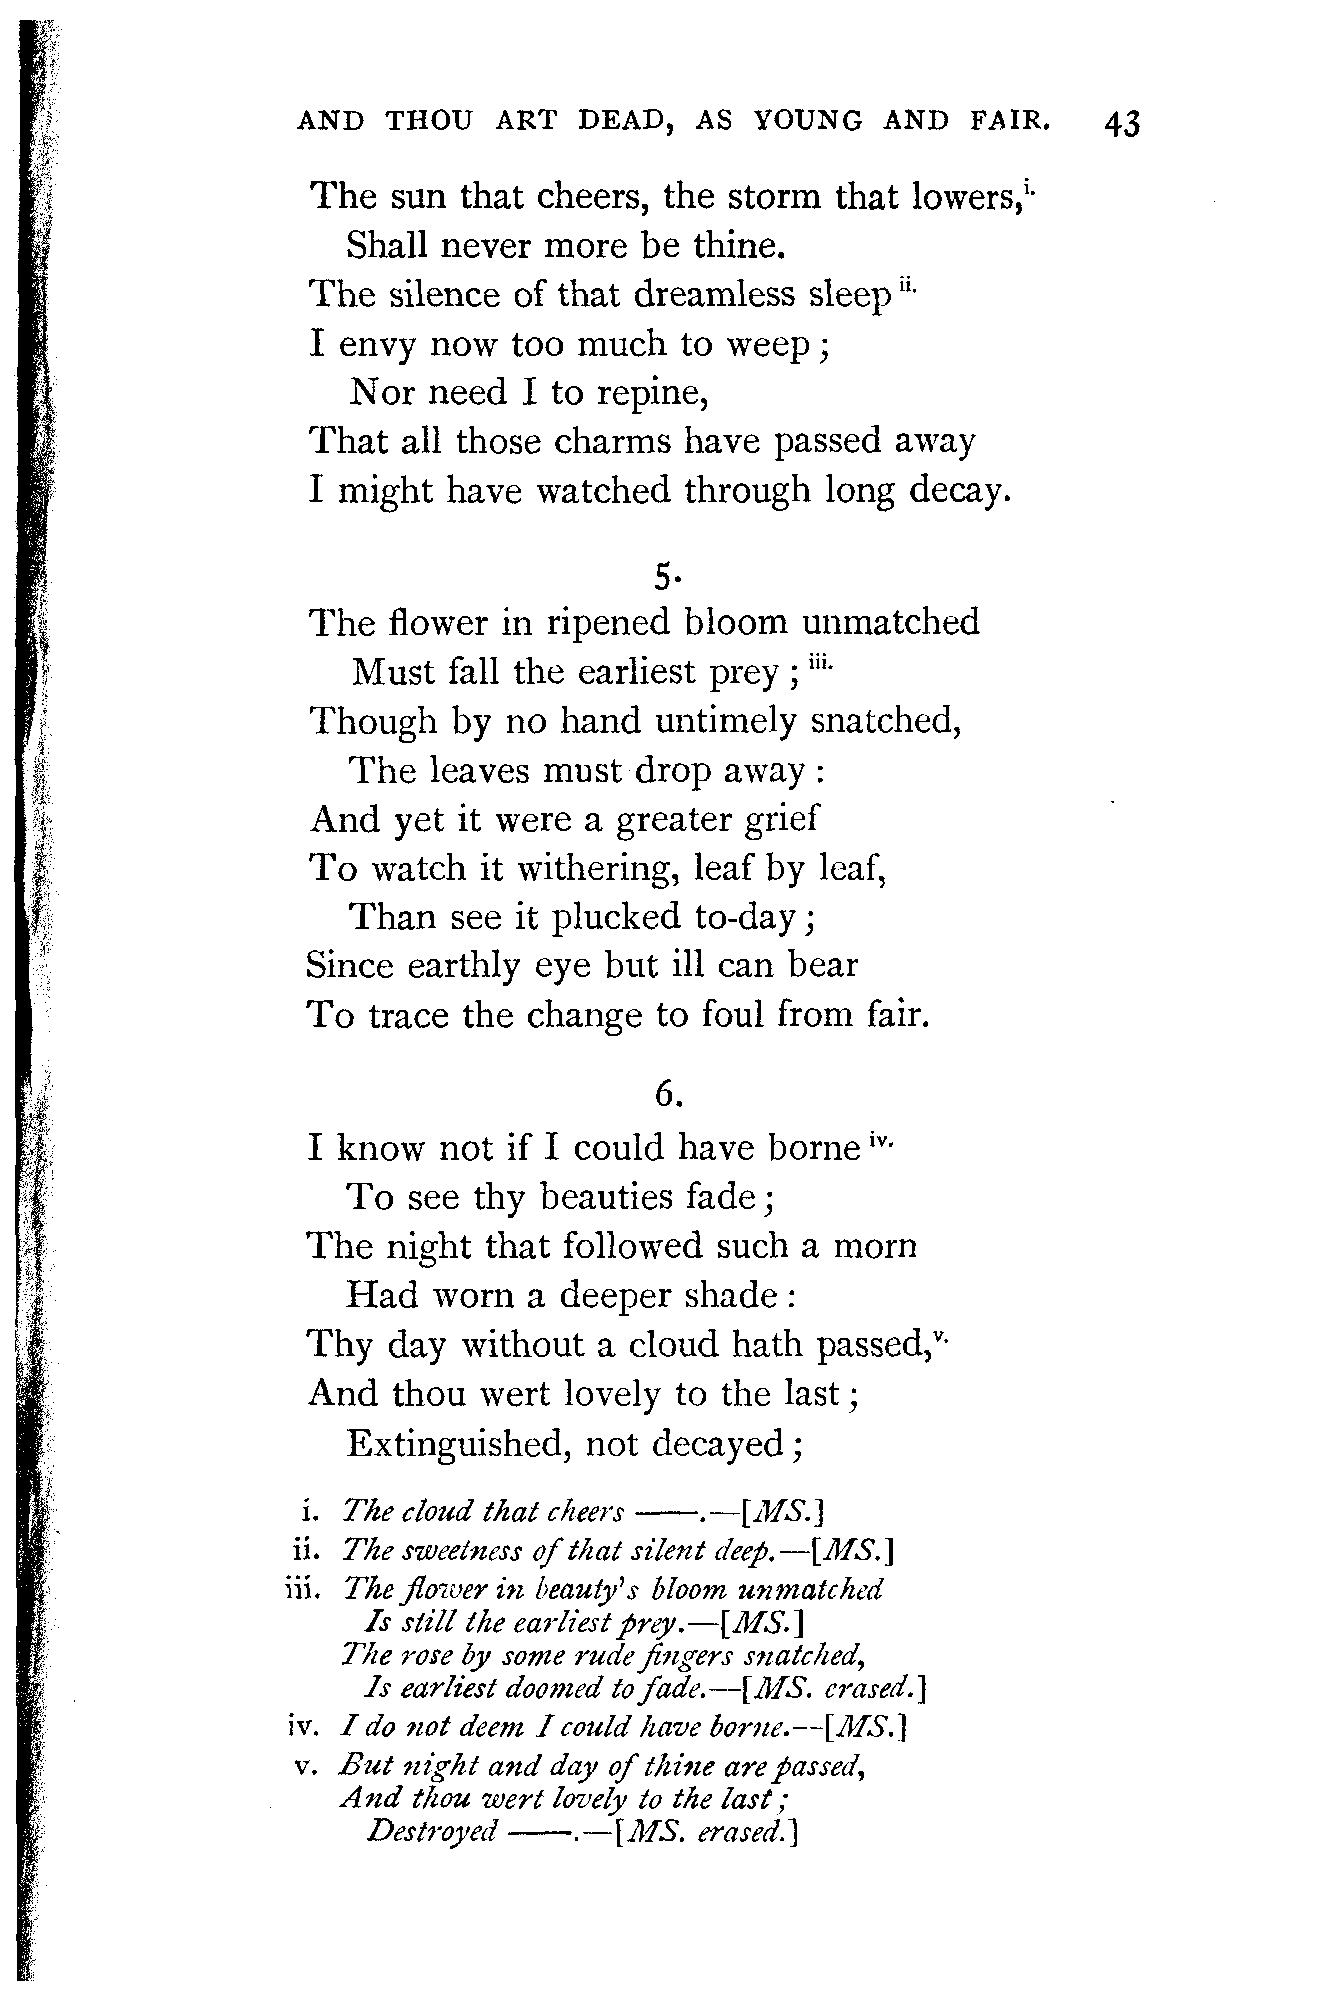 AND THOU ART DEAD, AS YOUNG AND FAIR. 43
The sun that cheers, the storm that lowers,i.
Shall never more be thine.
The silence of that dreamless sleep ii.
I envy now too much to weep ;
Nor need I to repine,
That all those charms have passed away
I might have watched through long decay.
5.
The flower in ripened bloom unmatched
Must fall the earliest prey ; iii.
Though by no hand untimely snatched,
The leaves must drop away :
And yet it were a greater grief
To watch it withering, leaf by leaf,
Than see it plucked to-day ;
Since earthly eye but ill can bear
To trace the change to foul from fair.
6.
I know not if I could have borne iv.
To see thy beauties fade ;
The night that followed such a morn
Had worn a deeper shade :
Thy day without a cloud hath passed,v.
And thou wert lovely to the last ;
Extinguished, not decayed ;
i. The cloud that cheers ——.—[MS.]
ii. The sweetness of that silent deep.—[MS.]
iii. The flower in beauty's bloom unmatched
Is still the earliest prey.—[MS.]
The rose by some rude fingers snatched,
Is earliest doomed to fade.—[MS. erased.]
iv. I do not deem I could have borne.—[MS.]
v. But night and day of thine are passed,
And thou wert lovely to the last ;
Destroyed ——.—[MS. erased.]